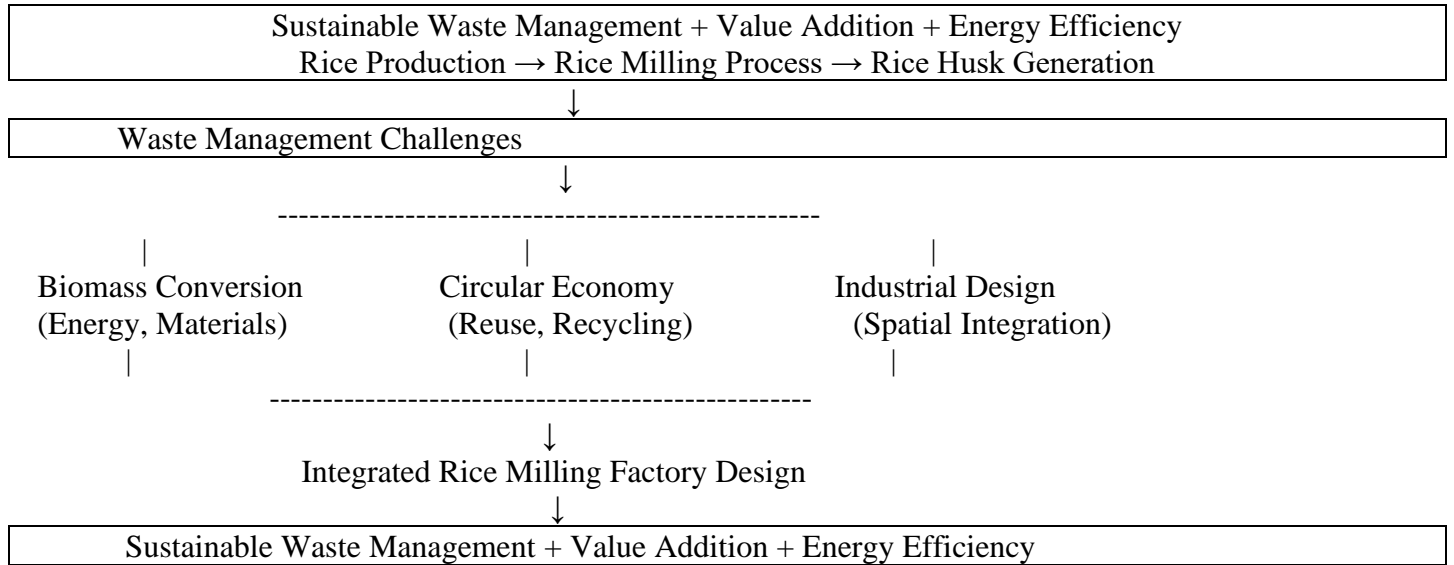 Sustainable Waste Management + Value Addition + Energy Efficiency
Rice Production → Rice Milling Process → Rice Husk Generation
↓
Waste Management Challenges
↓
---------------------------------------------------
| | |
Biomass Conversion Circular Economy Industrial Design
(Energy, Materials) (Reuse, Recycling) (Spatial Integration)
| | |
---------------------------------------------------
↓
Integrated Rice Milling Factory Design
↓
Sustainable Waste Management + Value Addition + Energy Efficiency